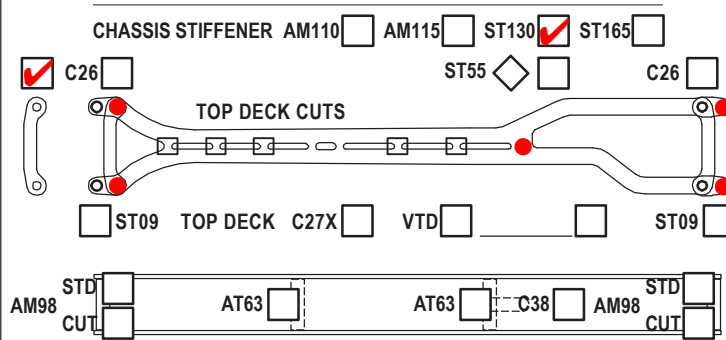 CHASSIS STIFFENER AM110 AM115 ST130 ST165
C26 ST55 C26
TOP DECK CUTS
ST09 TOP DECK C27X VTD ST09
STD STD
AM98 AT63 AT63 C38 AM98
CUT CUT